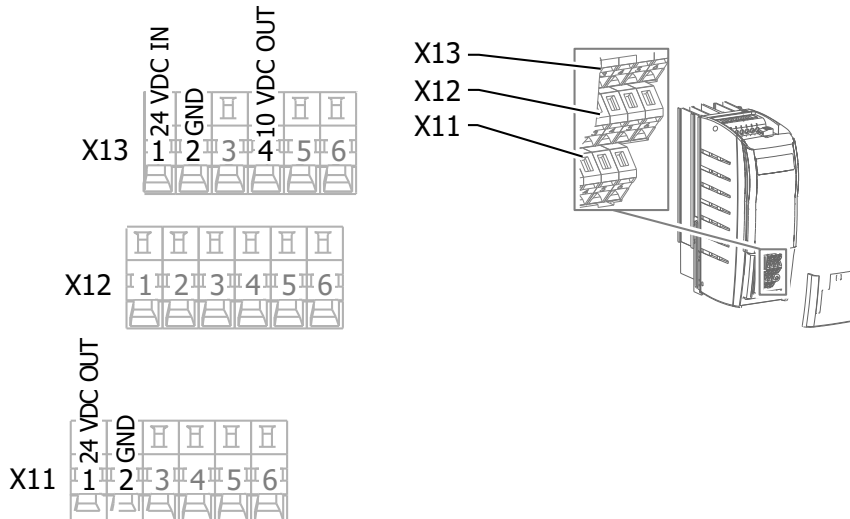 24 VDC IN
GND
10 VDC OUT
X13 1 2 3 4 5 6
X12 1 2 3 4 5 6
24 VDC OUT
GND
X11 1 2 3 4 5 6
X13
X12
X11